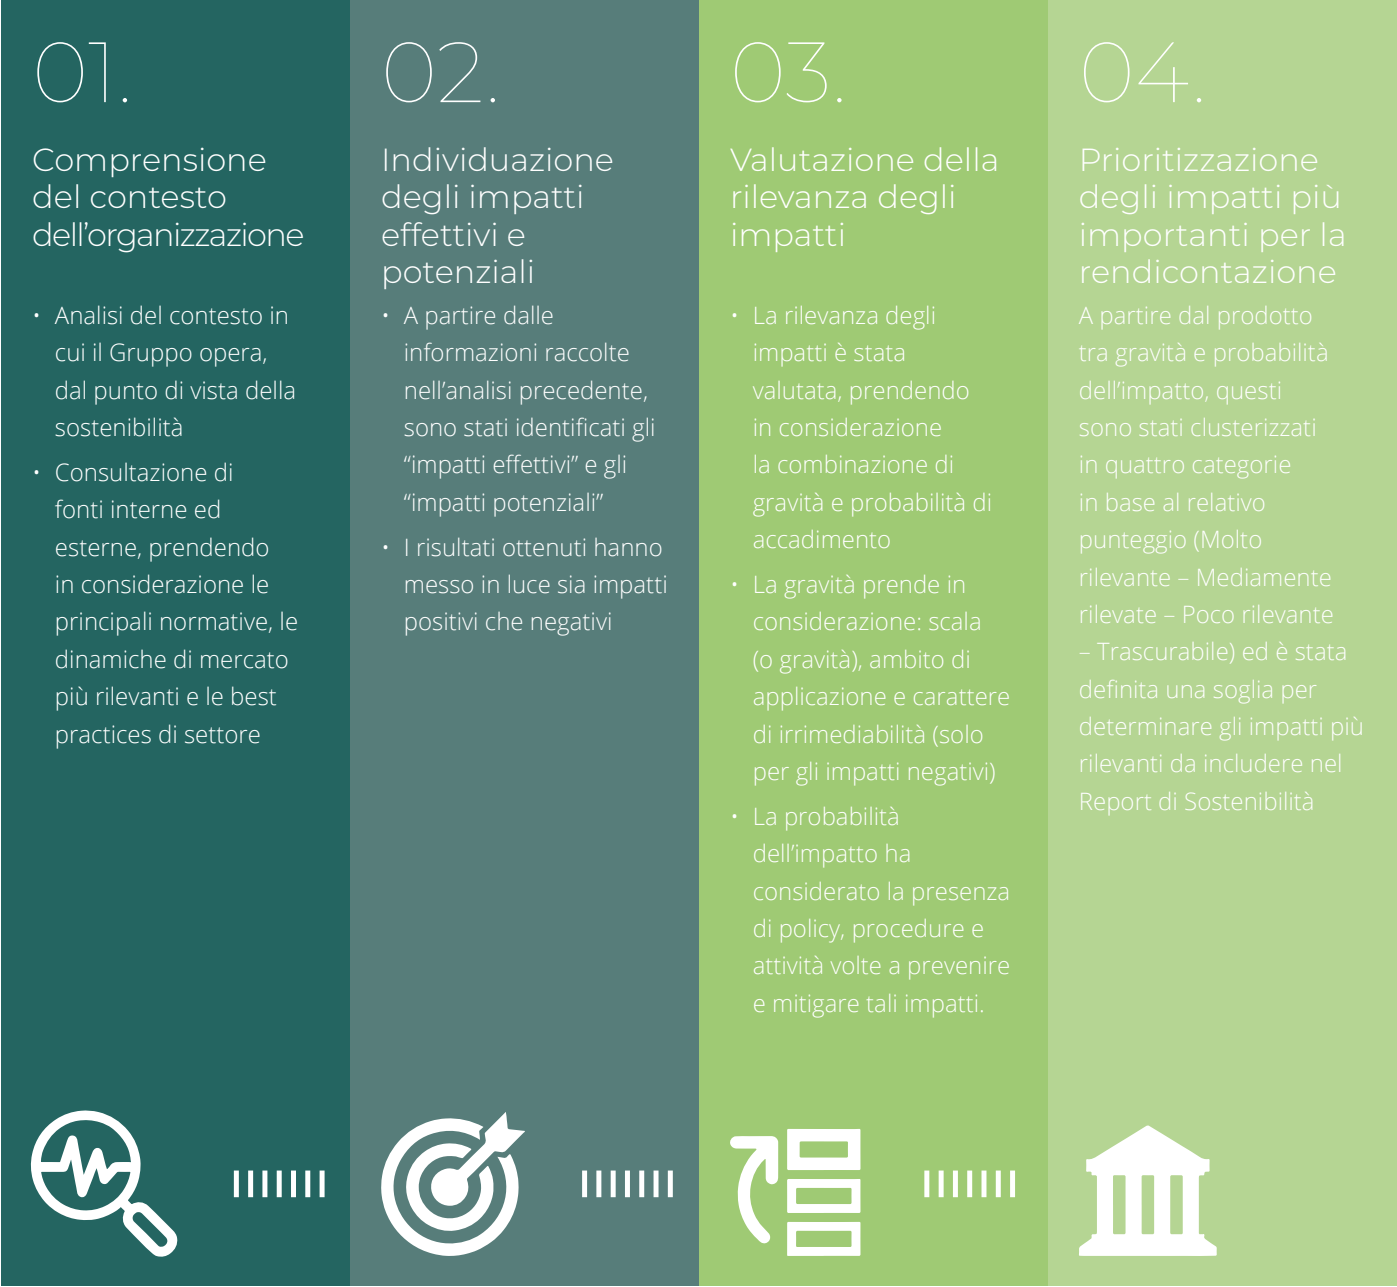 01.
Comprensione
del contesto
dell’organizzazione
• Analisi del contesto in
cui il Gruppo opera,
dal punto di vista della
sostenibilità
• Consultazione di
fonti interne ed
esterne, prendendo
in considerazione le
principali normative, le
dinamiche di mercato
più rilevanti e le best
practices di settore
02.
Individuazione
degli impatti
effettivi e
potenziali
• A partire dalle
informazioni raccolte
nell’analisi precedente,
sono stati identificati gli
“impatti effettivi” e gli
“impatti potenziali”
• I risultati ottenuti hanno
messo in luce sia impatti
positivi che negativi
03.
Valutazione della
rilevanza degli
impatti
• La rilevanza degli
impatti è stata
valutata, prendendo
in considerazione
la combinazione di
gravità e probabilità di
accadimento
• La gravità prende in
considerazione: scala
(o gravità), ambito di
applicazione e carattere
di irrimediabilità (solo
per gli impatti negativi)
• La probabilità
dell’impatto ha
considerato la presenza
di policy, procedure e
attività volte a prevenire
e mitigare tali impatti.
04.
Prioritizzazione
degli impatti più
importanti per la
rendicontazione
A partire dal prodotto
tra gravità e probabilità
dell’impatto, questi
sono stati clusterizzati
in quattro categorie
in base al relativo
punteggio (Molto
rilevante – Mediamente
rilevate – Poco rilevante
– Trascurabile) ed è stata
definita una soglia per
determinare gli impatti più
rilevanti da includere nel
Report di Sostenibilità